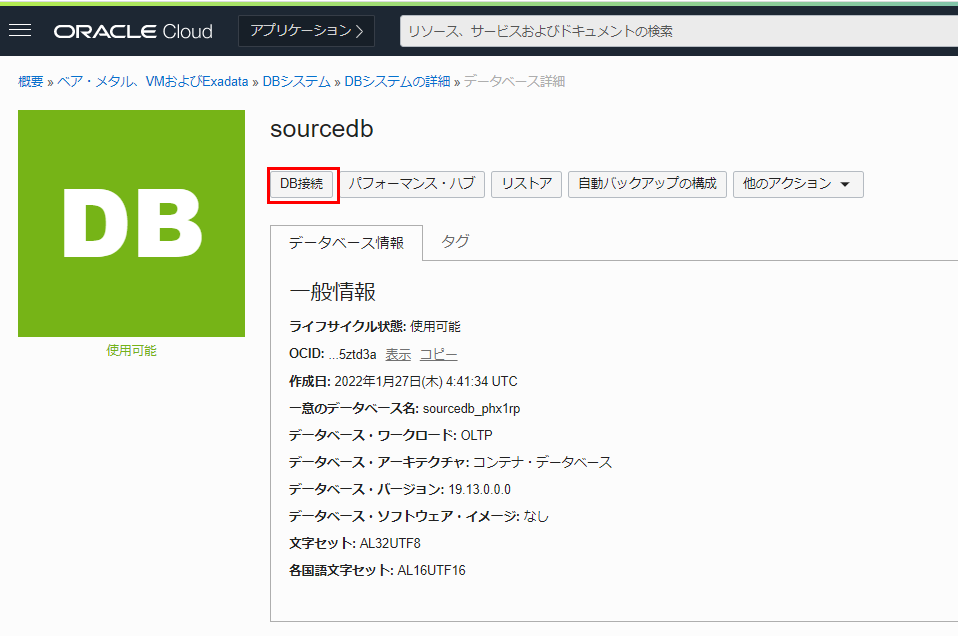 ORACLE Cloud アプリケーション リソース、サービスおよびドキュメントの検索
概要 » ベア・メタル、VMおよびExadata » DBシステム » DBシステムの詳細 » データベース詳細
DB
使用可能
sourcedb
DB接続 パフォーマンス・ハブ リストア 自動バックアップの構成 他のアクション
データベース情報 タグ
一般情報
ライフサイクル状態: 使用可能
OCID: ...5ztd3a 表示 コピー
作成日: 2022年1月27日(木) 4:41:34 UTC
一意のデータベース名: sourcedb_phx1rp
データベース・ワークロード: OLTP
データベース・アーキテクチャ: コンテナ・データベース
データベース・バージョン: 19.13.0.0.0
データベース・ソフトウェア・イメージ: なし
文字セット: AL32UTF8
各国語文字セット: AL16UTF16